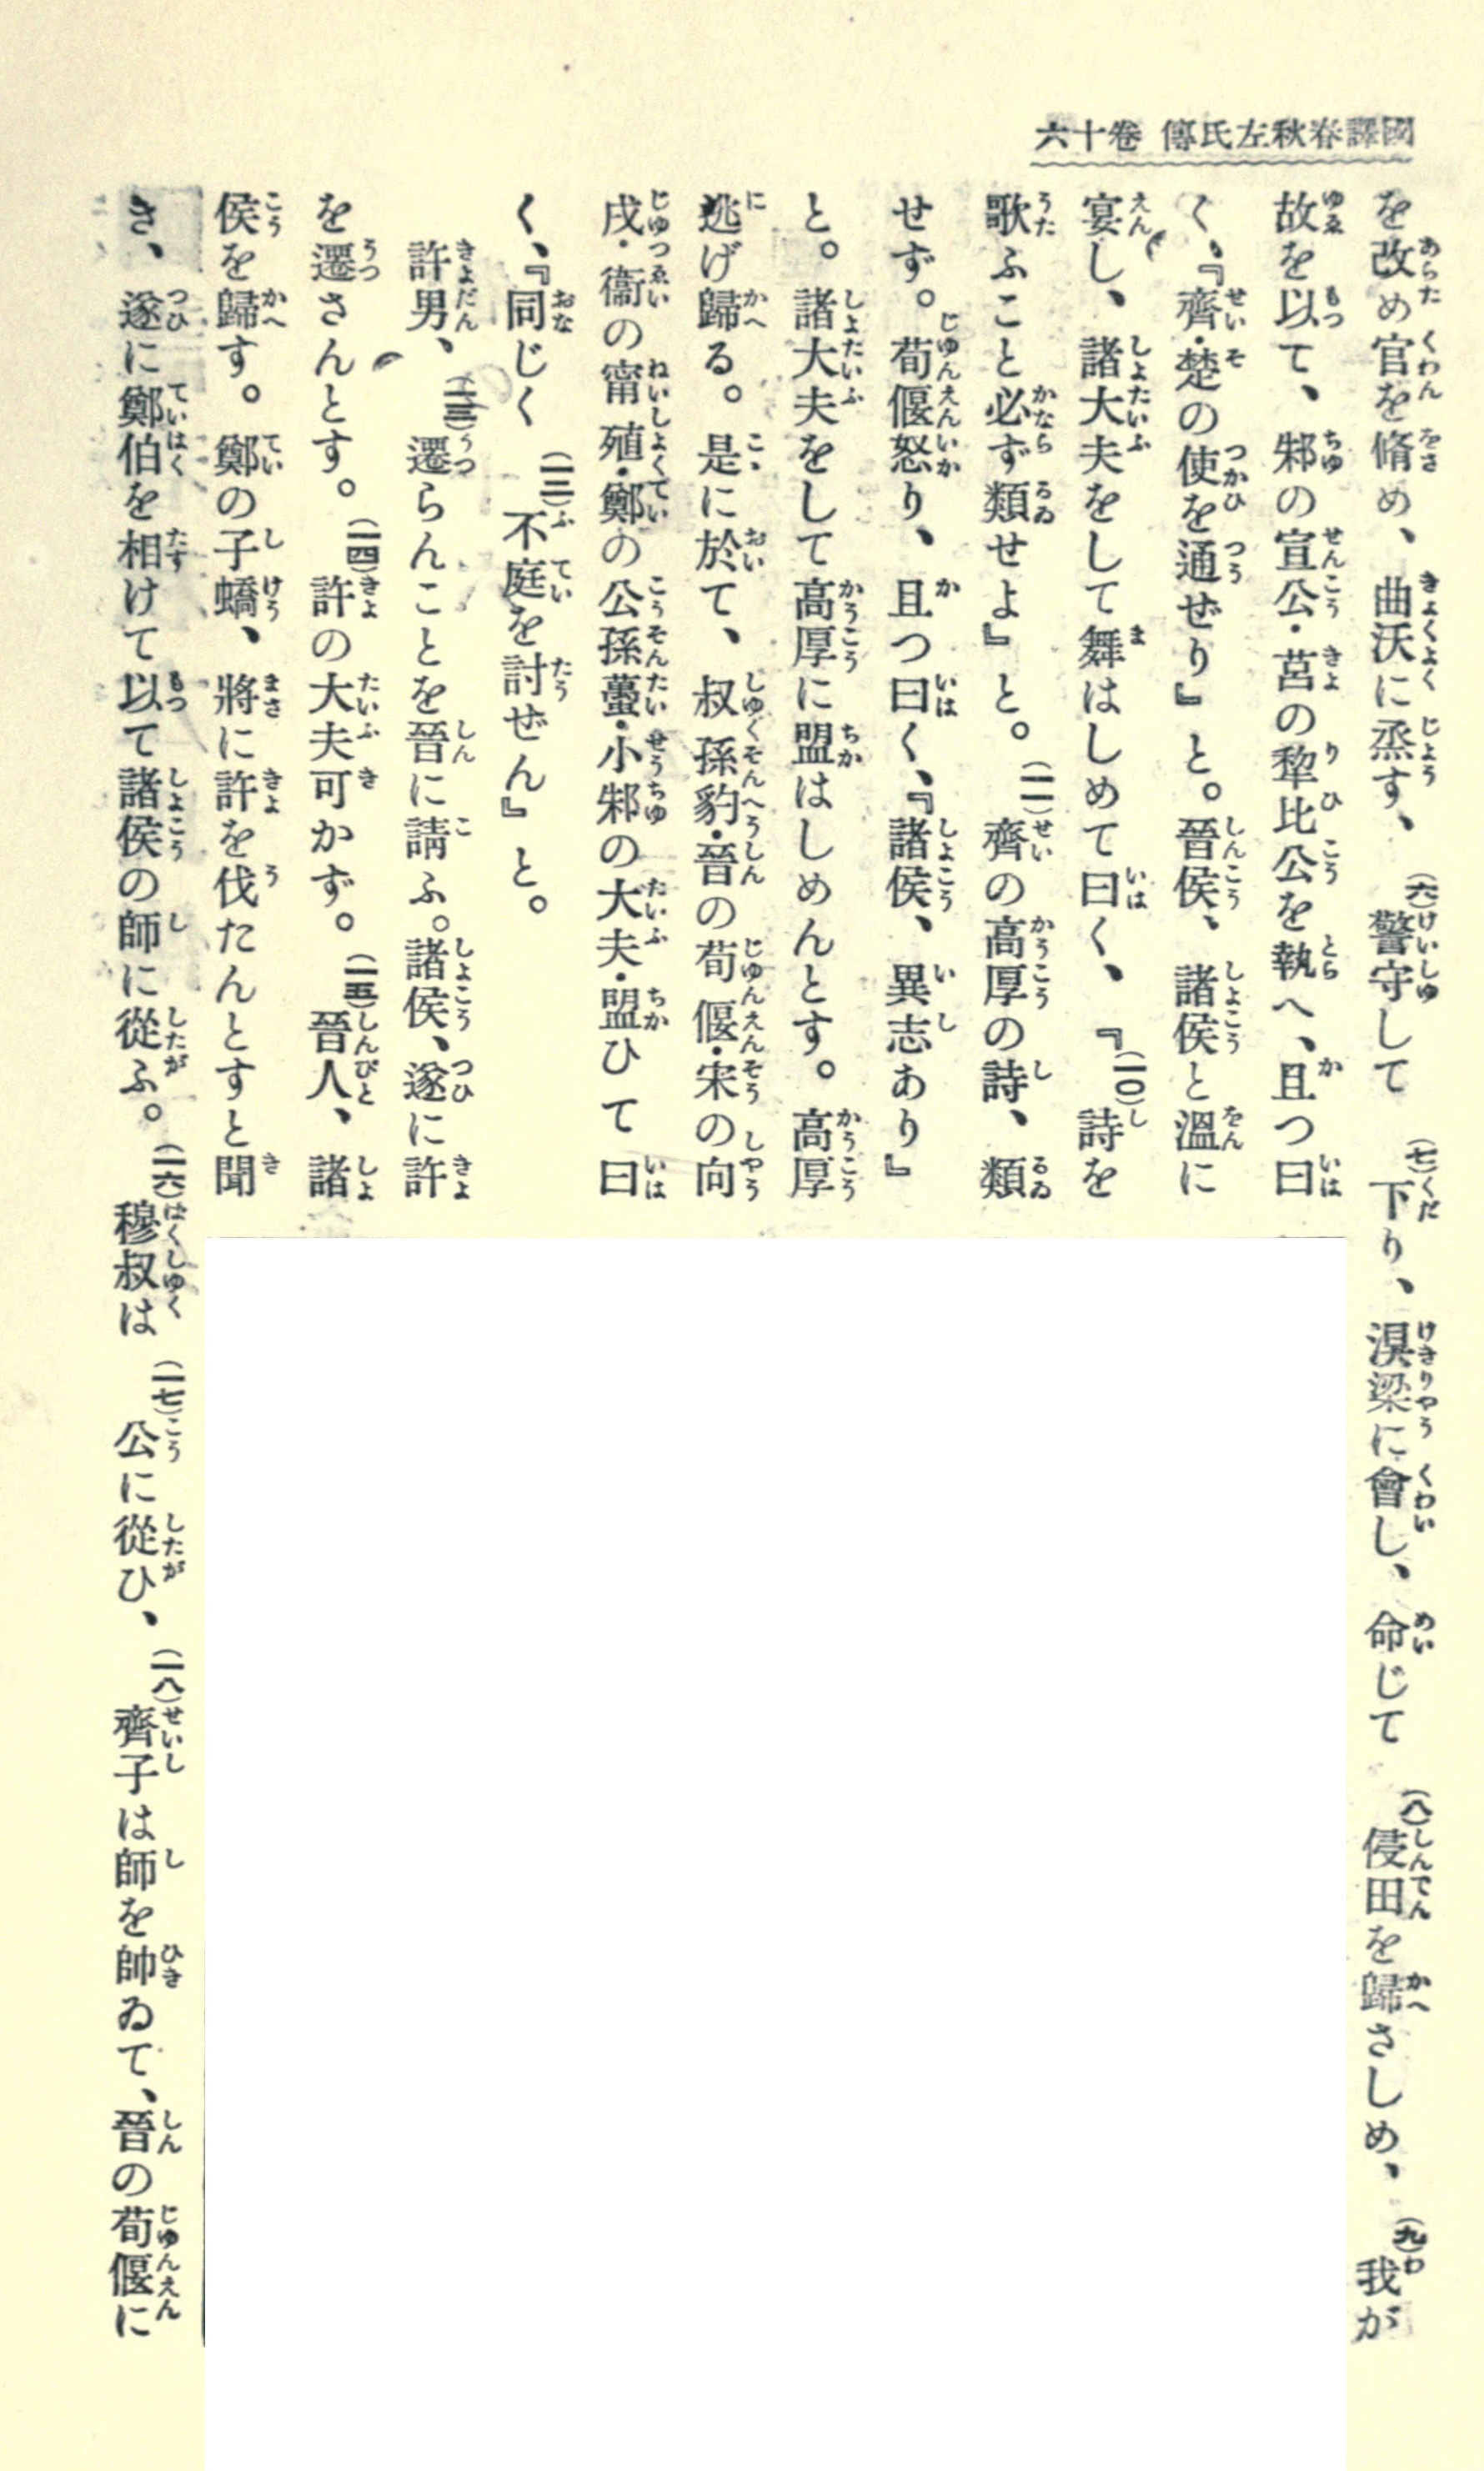 國譯春秋左氏傳 卷十六
を改め官を脩め、曲沃に烝す、(六)警守して(七)下り、湨梁に會し、命じて(八)侵田を歸さしめ、(九)我が
故を以て、邾の宣公・莒の犂比公を執へ、且つ曰
く、『齊・楚の使を通ぜり』と。晉侯、諸侯と溫に
宴し、諸大夫をして舞はしめて曰く、『(一〇)詩を
歌ふこと必ず類せよ』と。(一一)齊の高厚の詩、類
せず。荀偃怒り、且つ曰く、『諸侯、異志あり』
と。諸大夫をして高厚に盟はしめんとす。高厚
逃げ歸る。是に於て、叔孫豹・晉の荀偃・宋の向
戌・衞の甯殖・鄭の公孫蠆・小邾の大夫・盟ひて曰
く、『同じく(一二)不庭を討ぜん』と。
許男、(一三)遷らんことを晉に請ふ。諸侯、遂に許
を遷さんとす。(一四)許の大夫可かず。(一五)晉人、諸
侯を歸す。鄭の子蟜、將に許を伐たんとすと聞
き、遂に鄭伯を相けて以て諸侯の師に從ふ。(一六)穆叔は(一七)公に從ひ、(一八)齊子は師を帥ゐて、晉の荀偃に